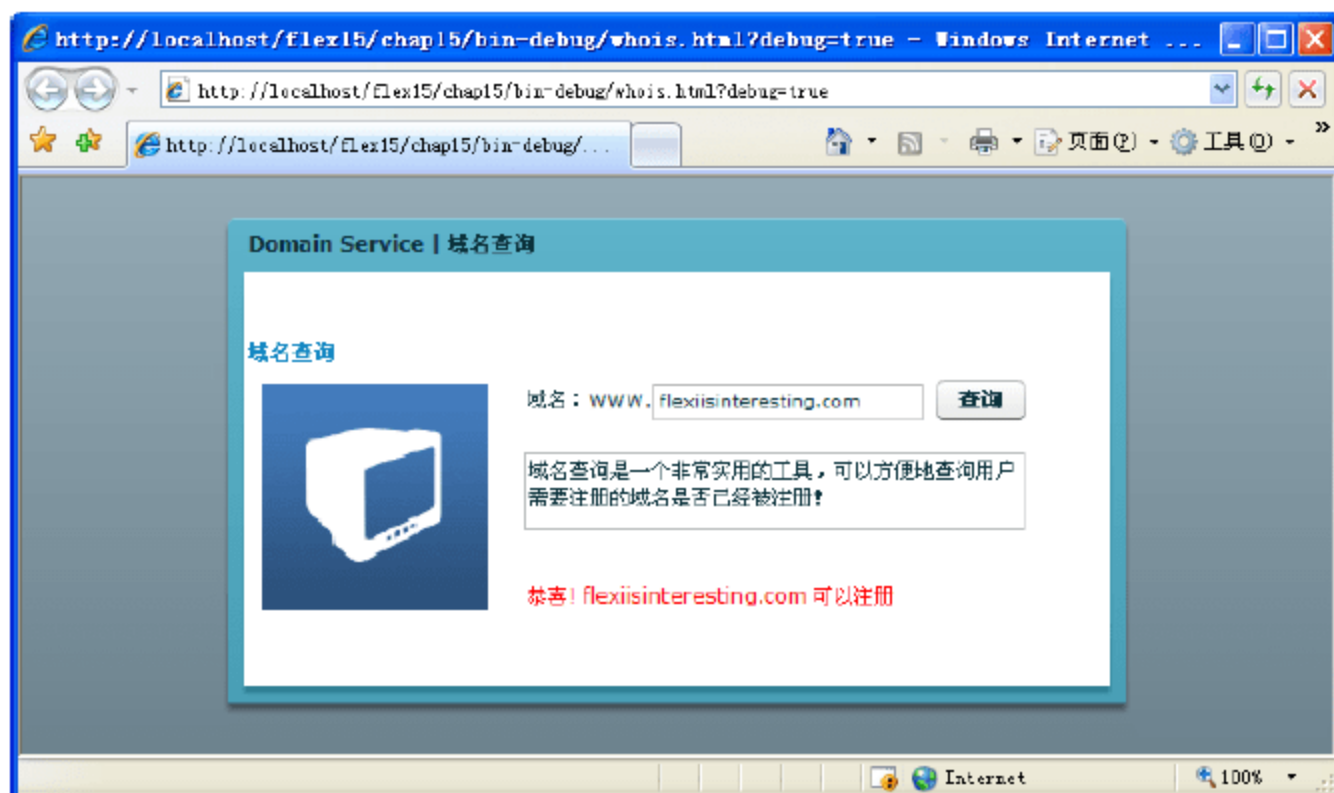 http://localhost/flex15/chap15/bin-debug/whois.html?debug=true - Windows Internet ...
http://localhost/flex15/chap15/bin-debug/whois.html?debug=true
http://localhost/flex15/chap15/bin-debug/...
页面(P)
工具(O)
»
Domain Service | 域名查询
域名查询
域名：www. flexiisinteresting.com 查询
域名查询是一个非常实用的工具，可以方便地查询用户
需要注册的域名是否已经被注册！
恭喜! flexiisinteresting.com 可以注册
Internet
100%